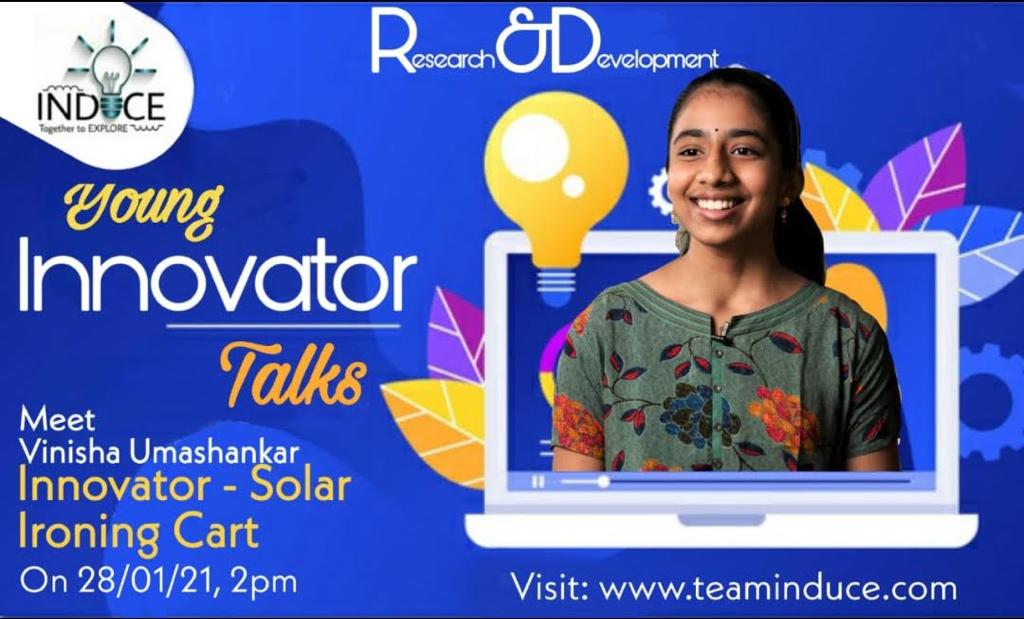 INDUCE
Together to EXPLORE
Research & Development
Young
Innovator
Talks
Meet
Vinisha Umashankar
Innovator - Solar
Ironing Cart
On 28/01/21, 2pm
Visit: www.teaminduce.com